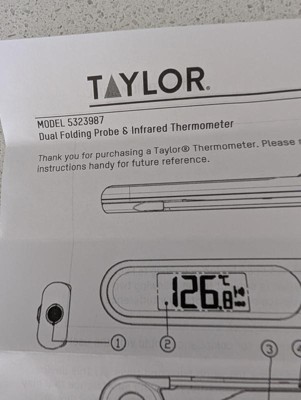 TAYLOR®
MODEL 5323987
Dual Folding Probe & Infrared Thermometer
Thank you for purchasing a Taylor® Thermometer. Please
instructions handy for future reference.
126.8 °C
1
2
3
4